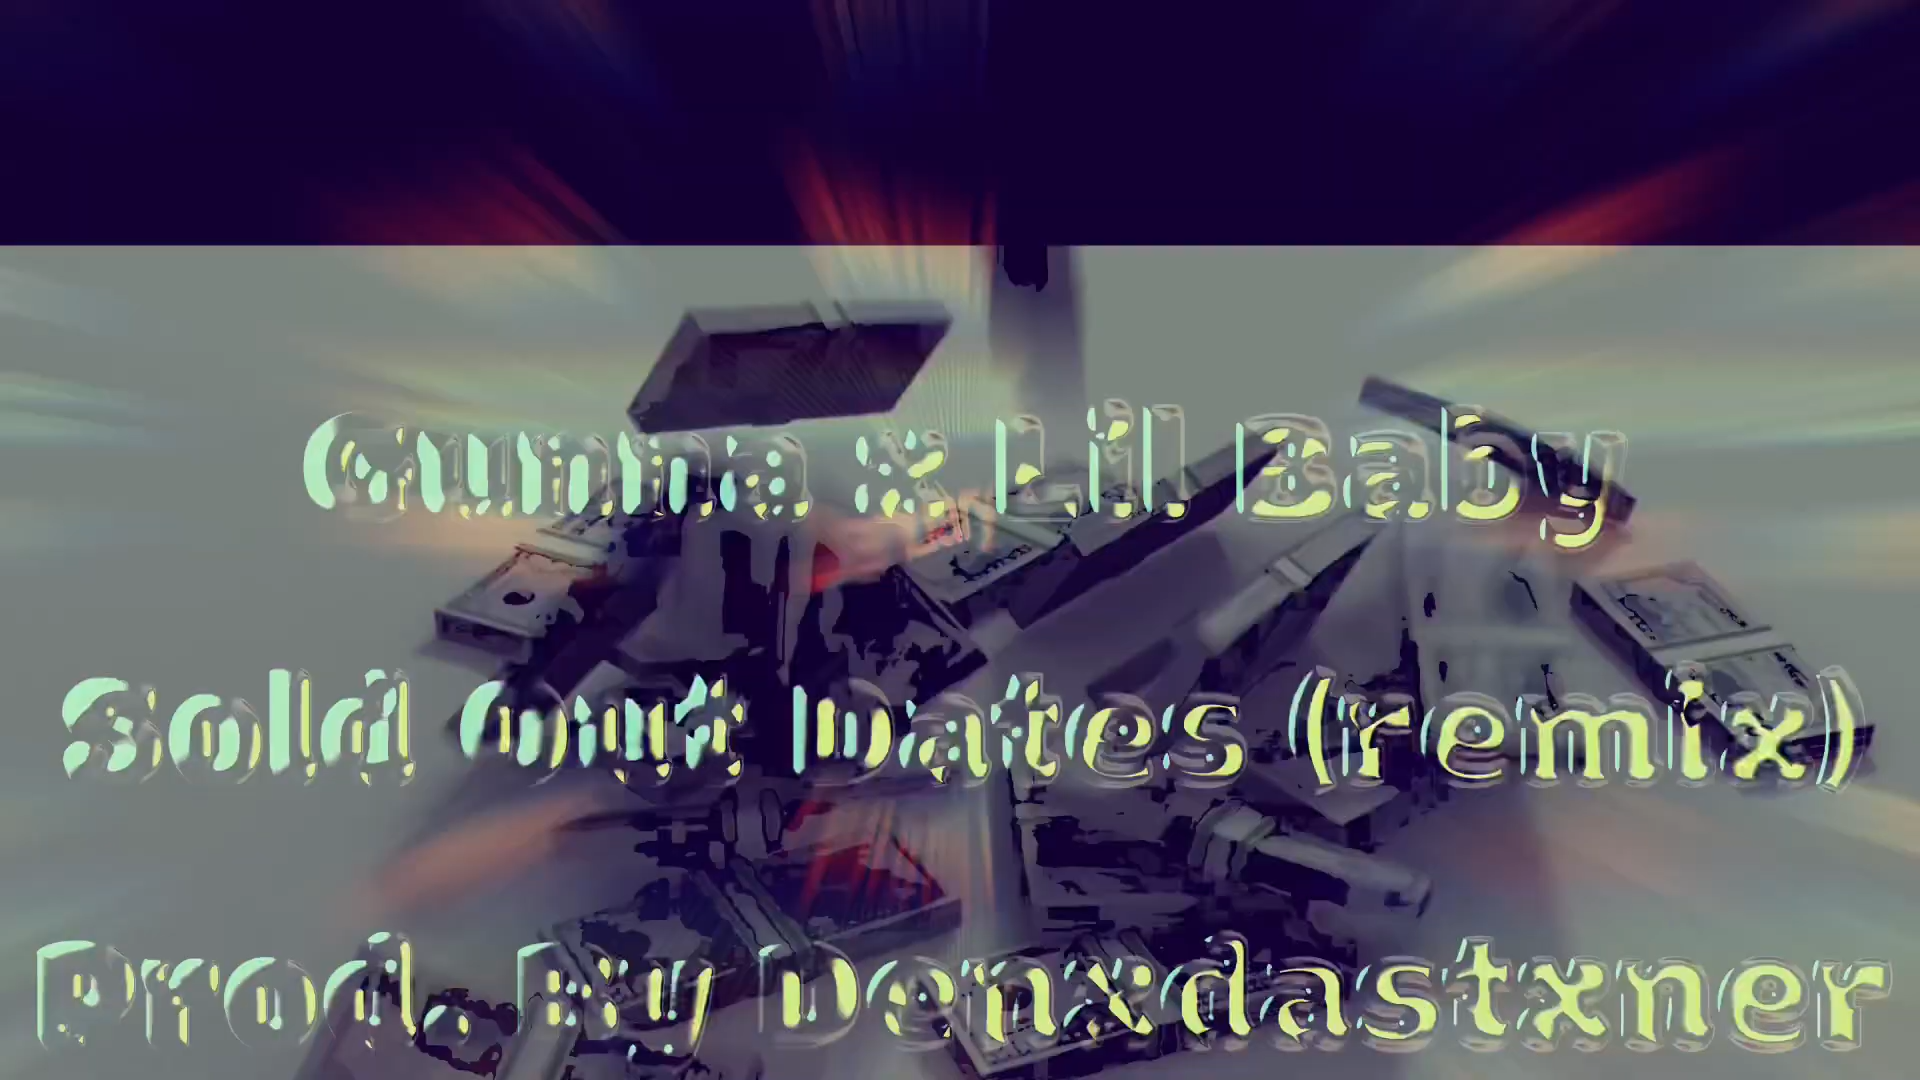 Gunna x Lil Baby
Sold Out Dates (remix)
Prod. By Denxdastxner